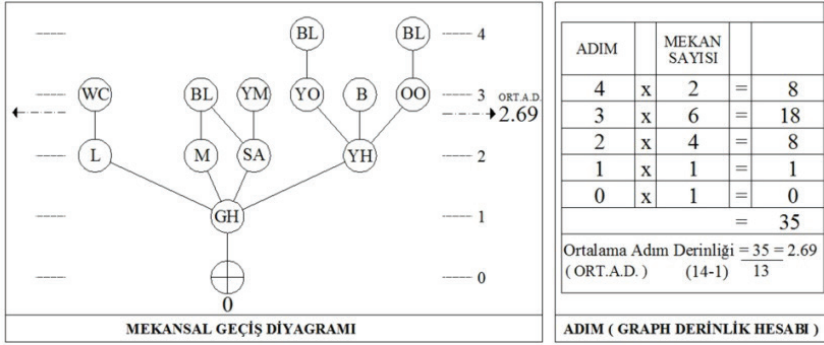 BL BL 4
WC BL YM YO B OO 3 ORT.A.D.
2.69
L M SA YH 2
GH 1
0
0
MEKANSAL GEÇİŞ DİYAGRAMI
ADIM MEKAN SAYISI
4 x 2 = 8
3 x 6 = 18
2 x 4 = 8
1 x 1 = 1
0 x 1 = 0
= 35
Ortalama Adım Derinliği = 35 = 2.69
( ORT.A.D. ) (14-1) 13
ADIM ( GRAPH DERİNLİK HESABI )